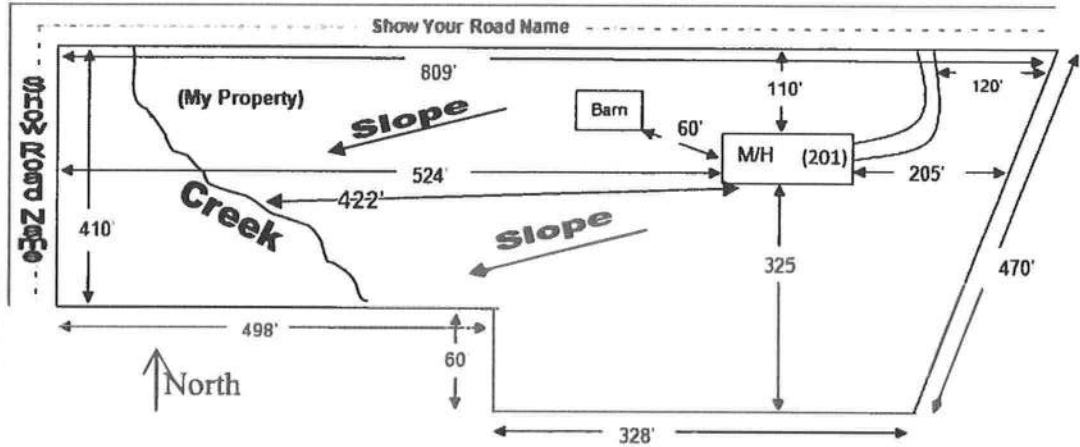 Show Your Road Name
Show Road Name
809'
(My Property)
Slope
Barn
110'
120'
60'
M/H (201)
524'
205'
422'
Creek
Slope
410'
325
470'
498'
60
North
328'